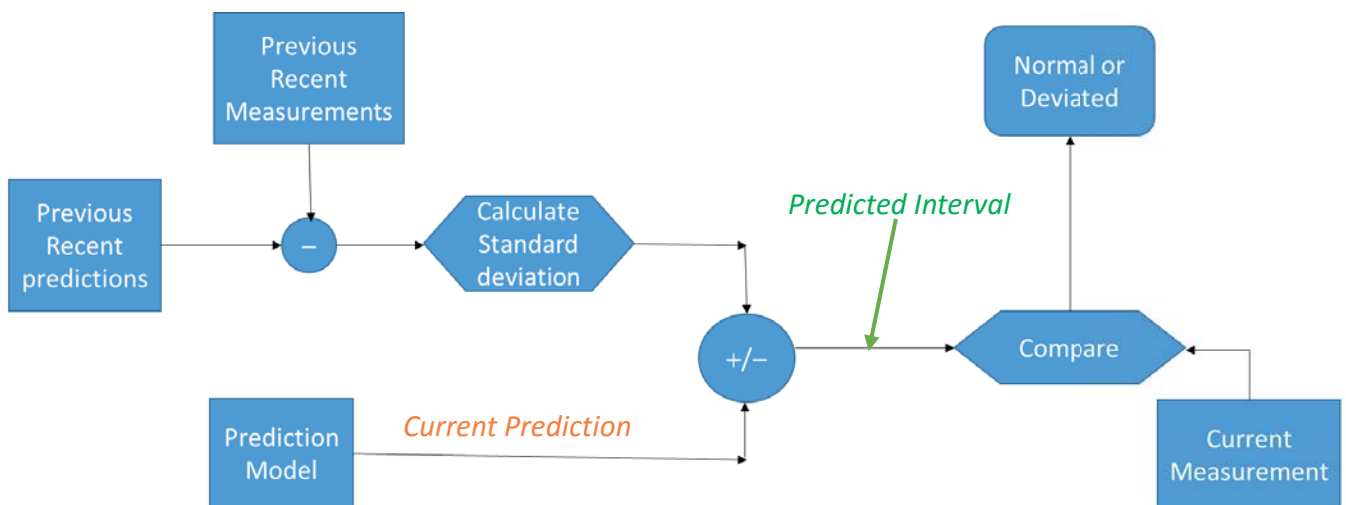 Previous
Recent
Measurements
Normal or
Deviated
Previous
Recent
predictions
–
Calculate
Standard
deviation
Predicted Interval
+/–
Compare
Prediction
Model
Current Prediction
Current
Measurement